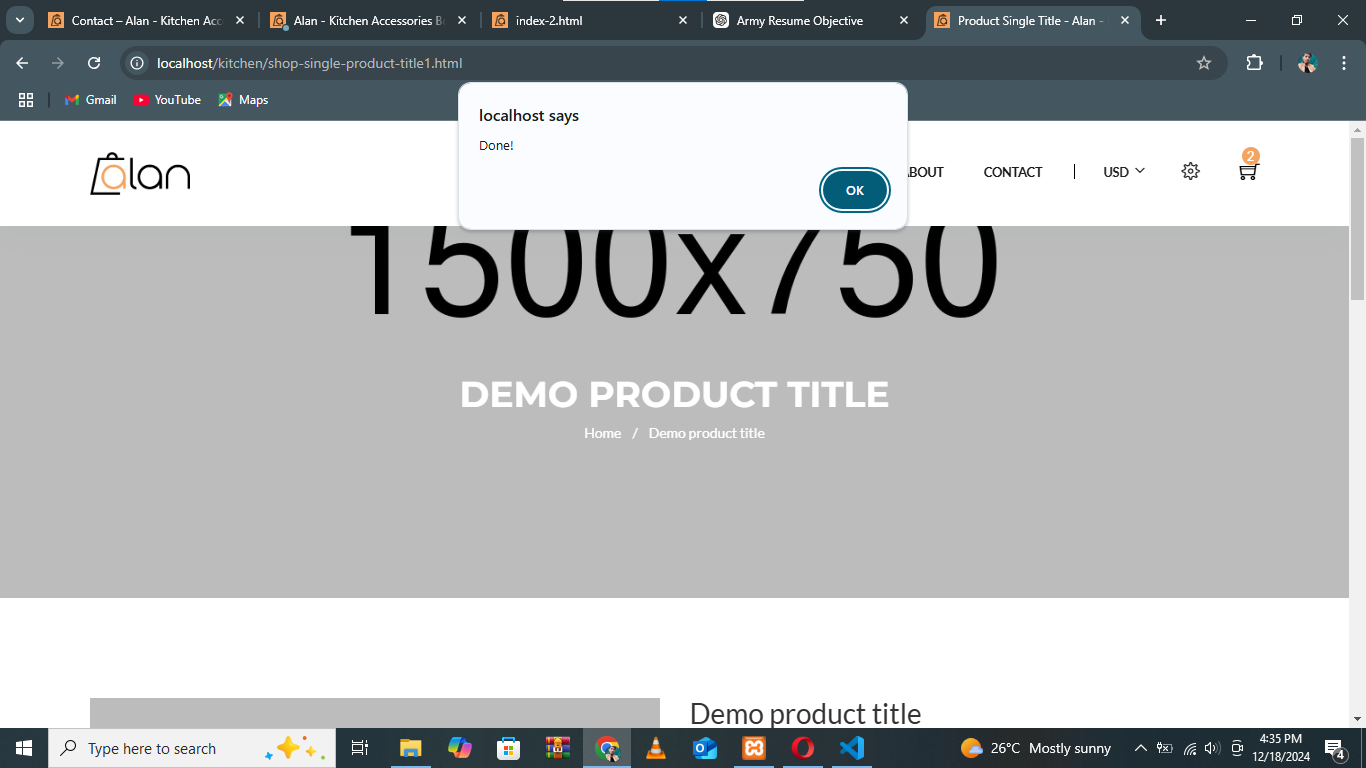 Contact – Alan - Kitchen Acc
Alan - Kitchen Accessories B
index-2.html
Army Resume Objective
Product Single Title - Alan -
localhost/kitchen/shop-single-product-title1.html
Gmail
YouTube
Maps
localhost says
Done!
OK
alan
ABOUT
CONTACT
USD
2
1500x750
DEMO PRODUCT TITLE
Home / Demo product title
Demo product title
Type here to search
26°C Mostly sunny
4:35 PM
12/18/2024
4